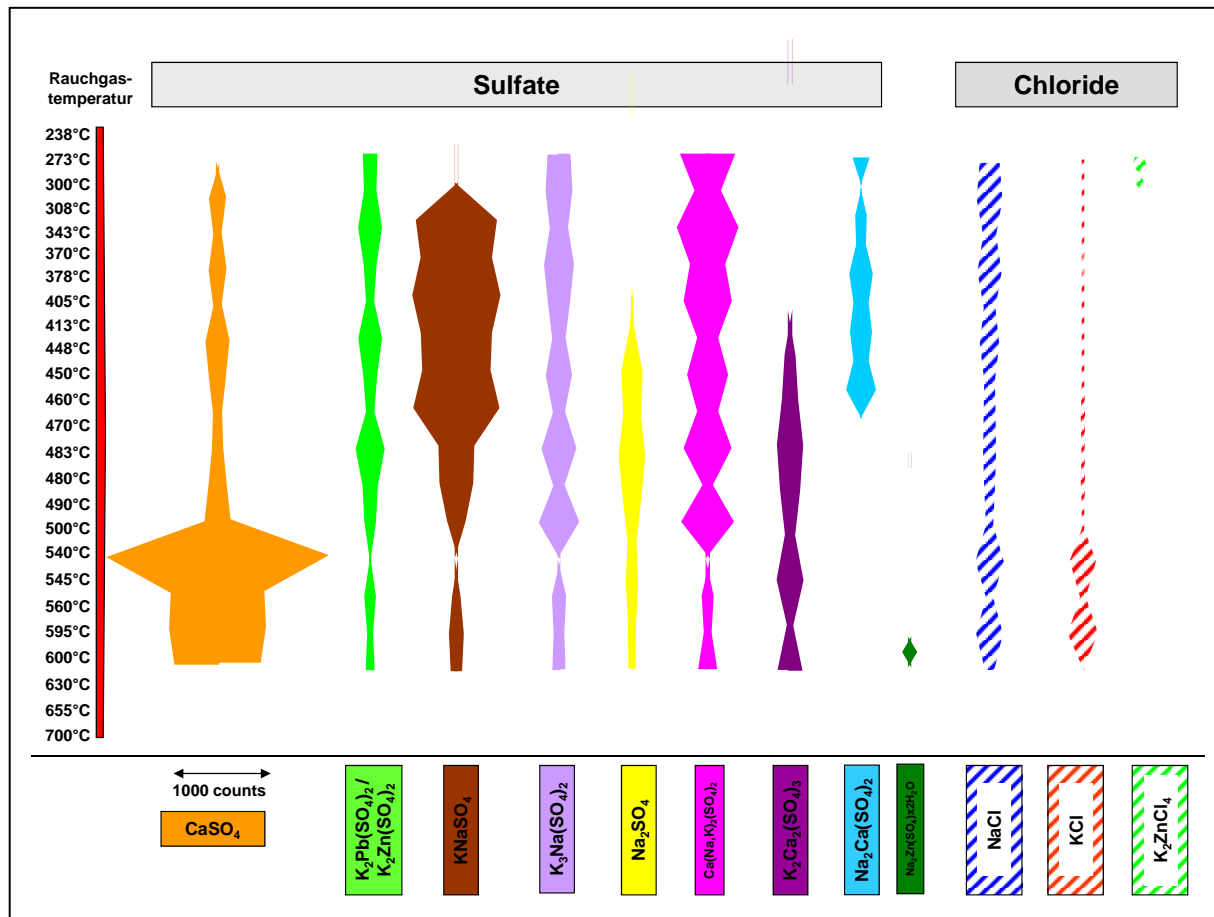 Rauchgas-
temperatur
Sulfate
Chloride
238°C
273°C
300°C
308°C
343°C
370°C
378°C
405°C
413°C
448°C
450°C
460°C
470°C
483°C
480°C
490°C
500°C
540°C
545°C
560°C
595°C
600°C
630°C
655°C
700°C
1000 counts
CaSO₄
K₂Pb(SO₄)₂ /
K₂Zn(SO₄)₂
KNaSO₄
K₃Na(SO₄)₂
Na₂SO₄
Ca(Na,K)₂(SO₄)₂
K₂Ca₂(SO₄)₃
Na₂Ca(SO₄)₂
Na₂Zn(SO₄)x2H₂O
NaCl
KCl
K₂ZnCl₄